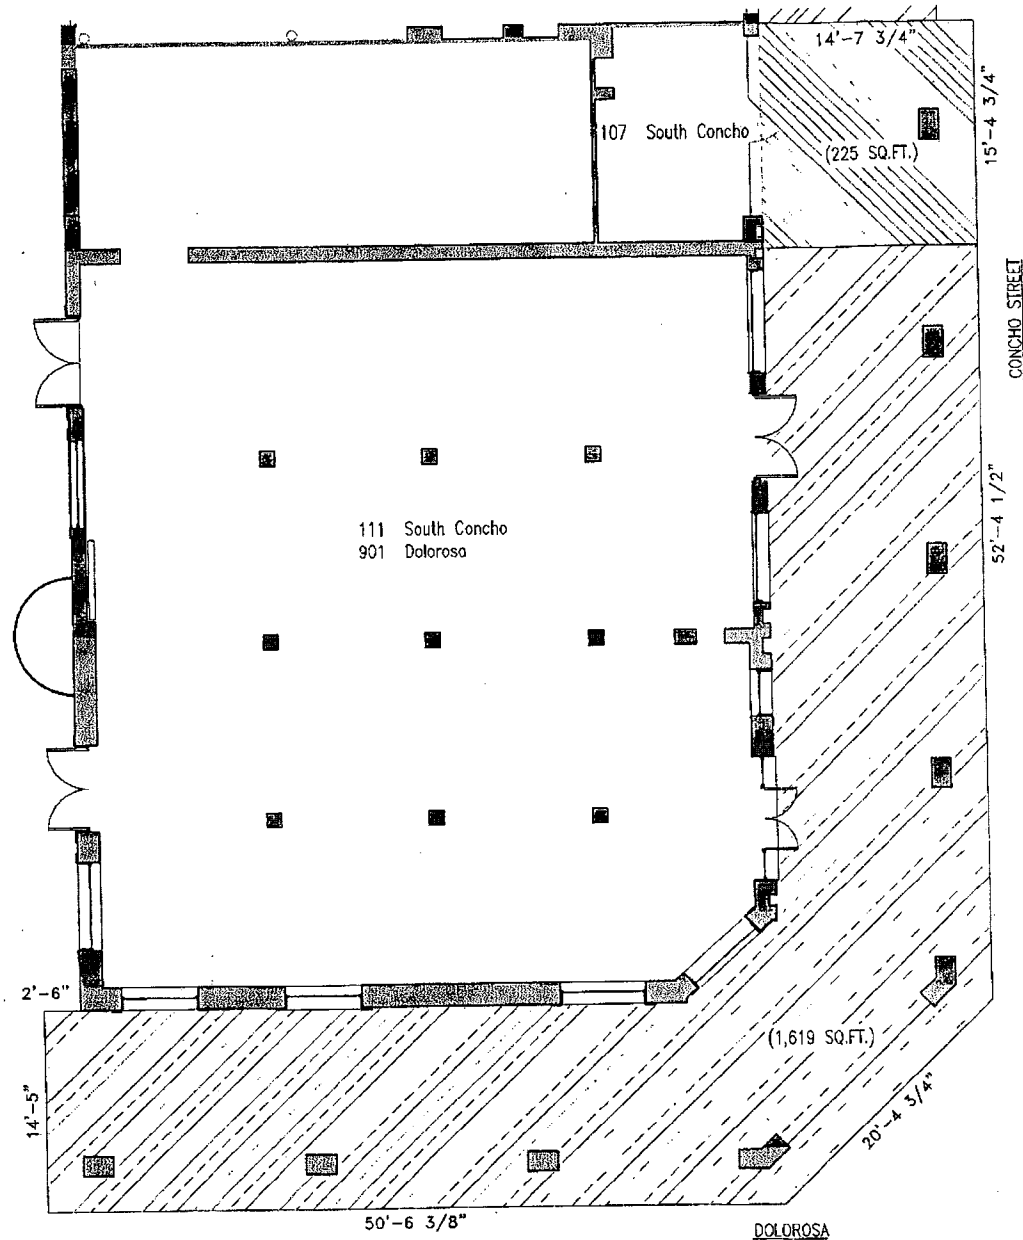 14'-7 3/4"
15'-4 3/4"
107 South Concho
(225 SQ.FT.)
CONCHO STREET
52'-4 1/2"
111 South Concho
901 Dolorosa
2'-6"
(1,619 SQ.FT.)
14'-5"
20'-4 3/4"
50'-6 3/8"
DOLOROSA